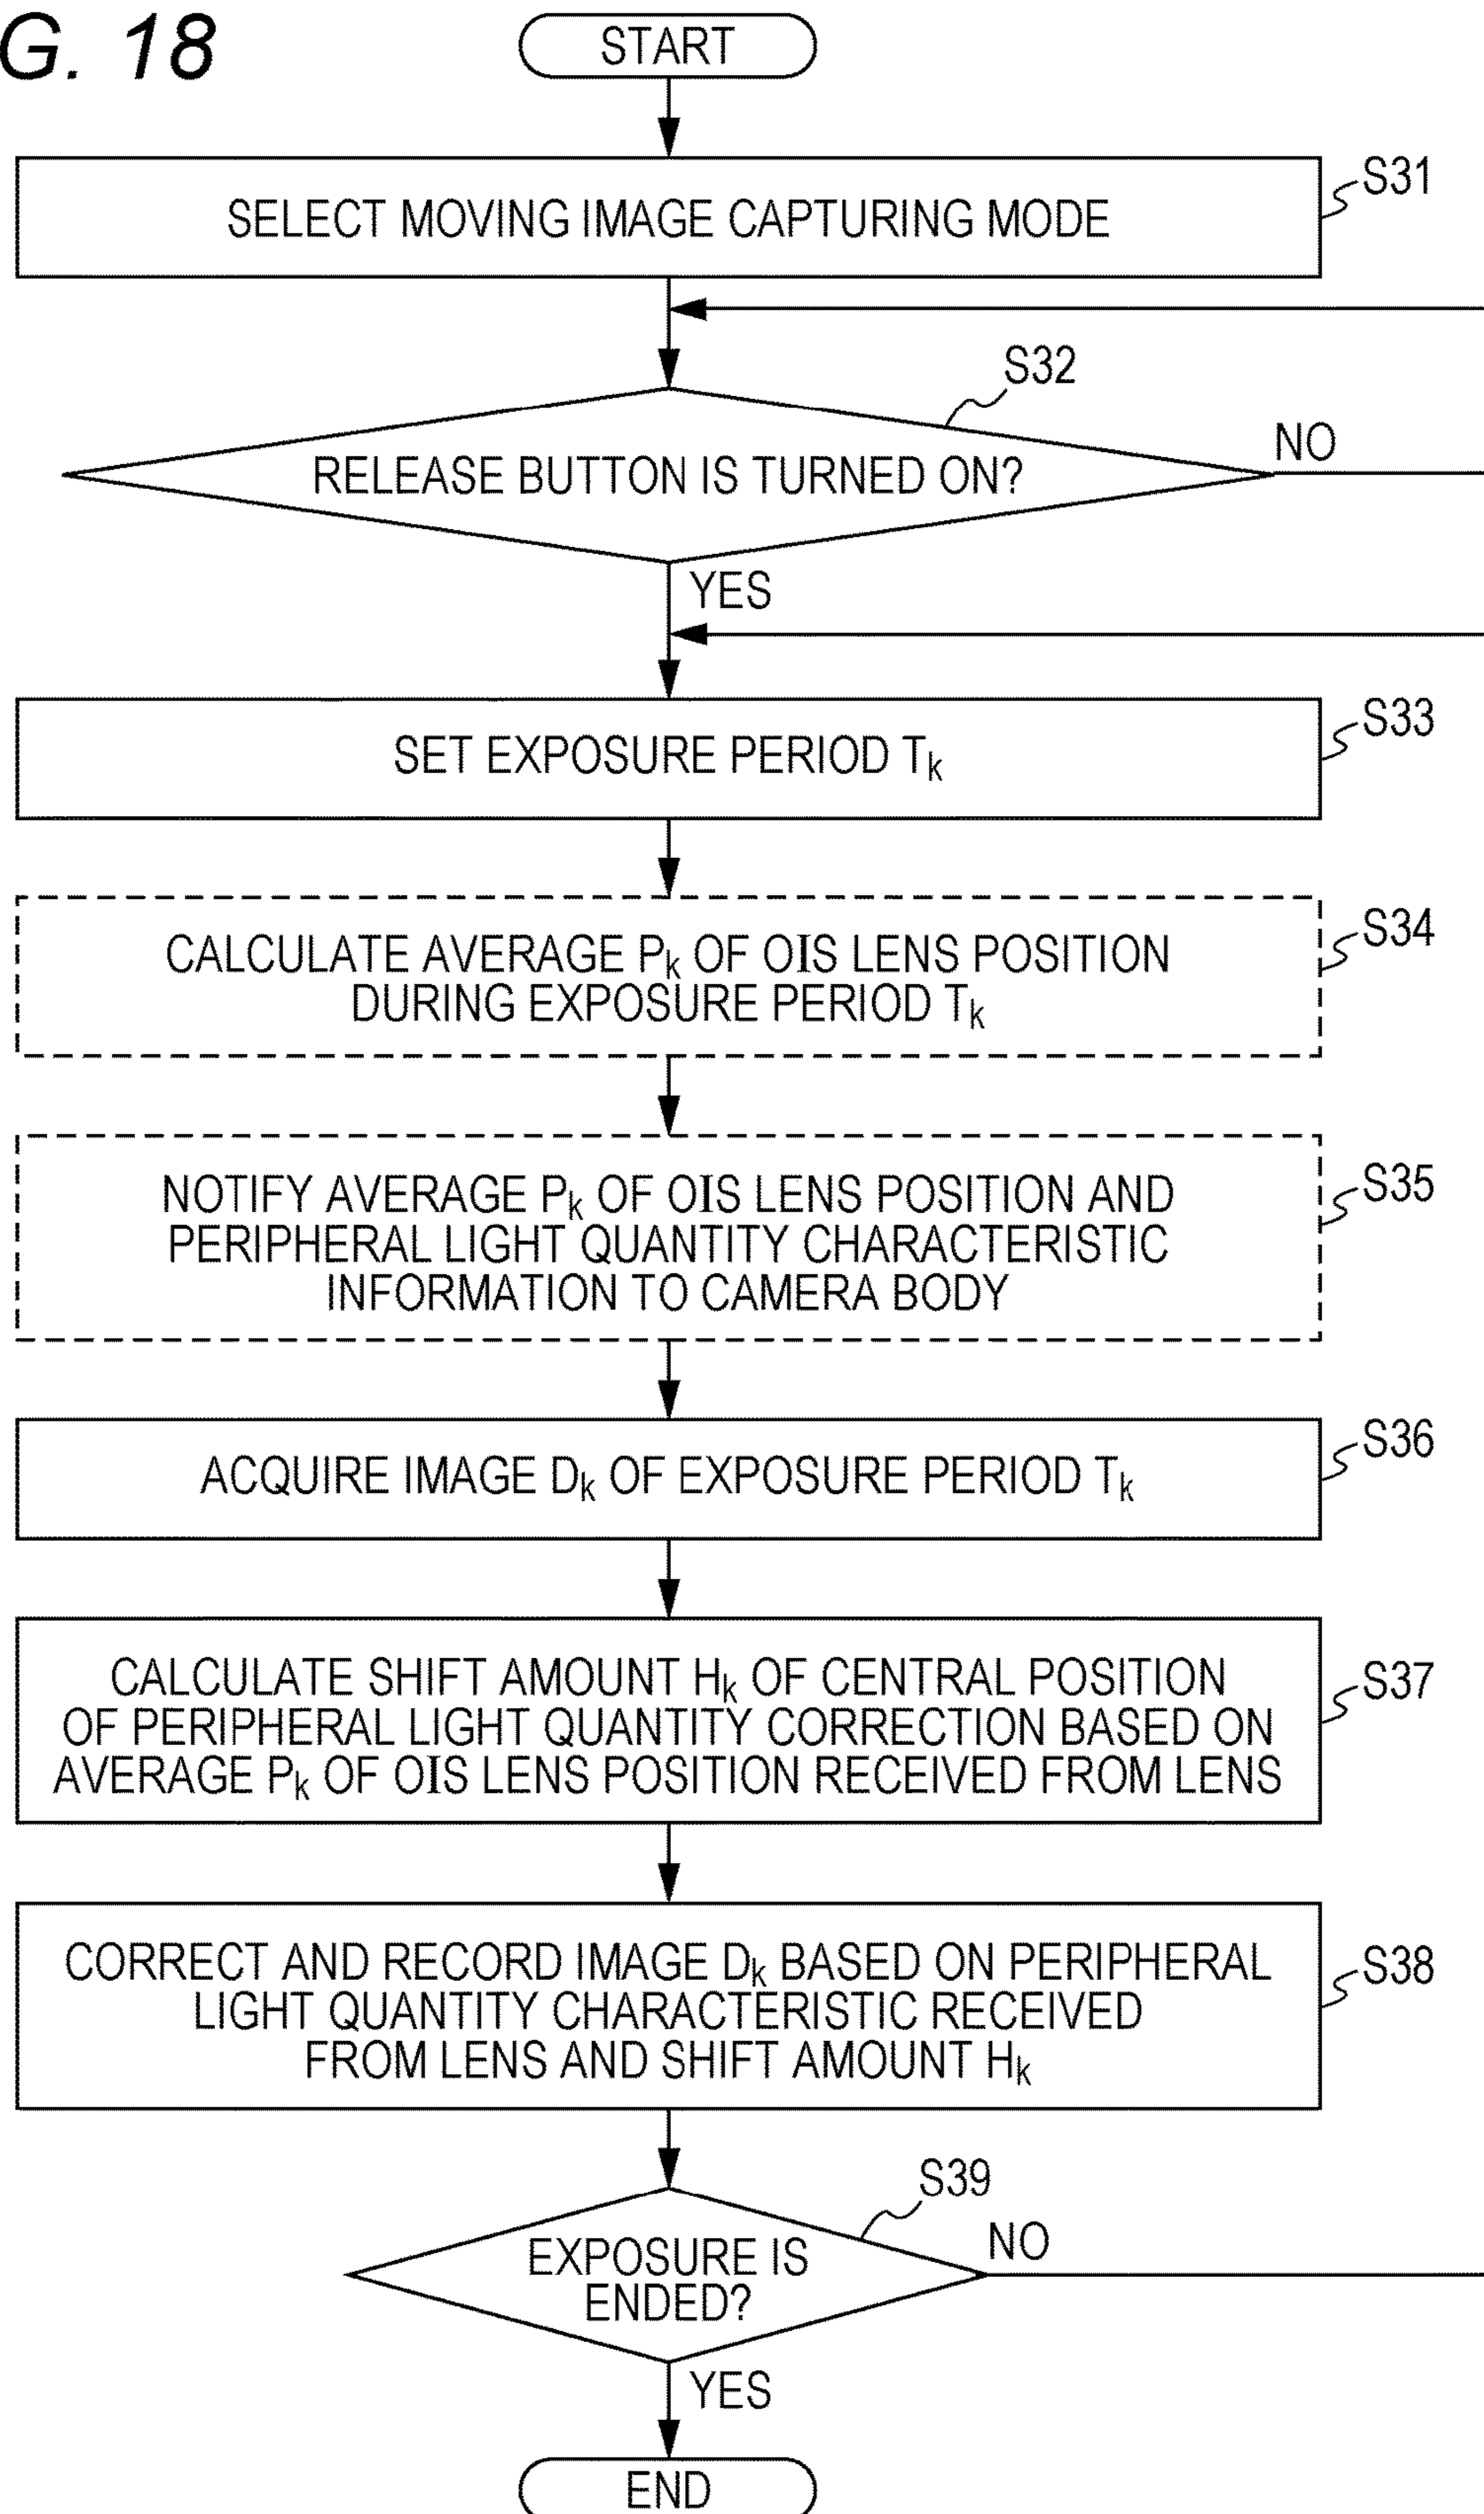 G. 18
START
SELECT MOVING IMAGE CAPTURING MODE
S31
S32
RELEASE BUTTON IS TURNED ON?
NO
YES
SET EXPOSURE PERIOD Tk
S33
CALCULATE AVERAGE Pk OF OIS LENS POSITION
DURING EXPOSURE PERIOD Tk
S34
NOTIFY AVERAGE Pk OF OIS LENS POSITION AND
PERIPHERAL LIGHT QUANTITY CHARACTERISTIC
INFORMATION TO CAMERA BODY
S35
ACQUIRE IMAGE Dk OF EXPOSURE PERIOD Tk
S36
CALCULATE SHIFT AMOUNT Hk OF CENTRAL POSITION
OF PERIPHERAL LIGHT QUANTITY CORRECTION BASED ON
AVERAGE Pk OF OIS LENS POSITION RECEIVED FROM LENS
S37
CORRECT AND RECORD IMAGE Dk BASED ON PERIPHERAL
LIGHT QUANTITY CHARACTERISTIC RECEIVED
FROM LENS AND SHIFT AMOUNT Hk
S38
S39
EXPOSURE IS
ENDED?
NO
YES
END